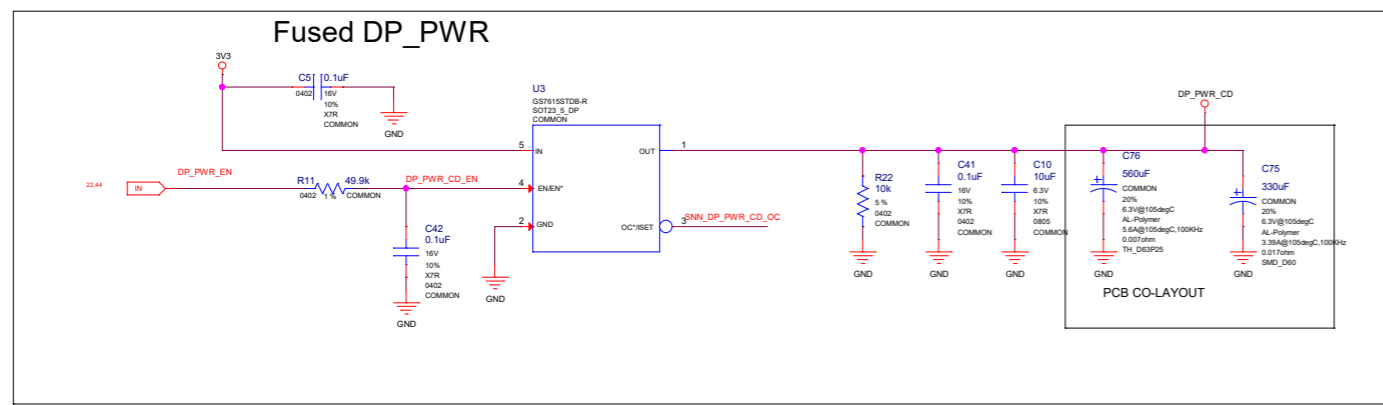 Fused DP_PWR
3V3
C5 0.1uF
0402 16V
10%
X7R
COMMON
GND
U3
GS7615STDB-R
SOT23_5_DP
COMMON
5 IN
OUT 1
22,44 IN DP_PWR_EN
R11 49.9k
0402 1% COMMON
DP_PWR_CD_EN
4 EN/EN*
2 GND
OC*/ISET 3 SNN_DP_PWR_CD_OC
GND
C42
0.1uF
16V
10%
X7R
0402
COMMON
GND
R22
10k
5 %
0402
COMMON
GND
C41
0.1uF
16V
10%
X7R
0402
COMMON
GND
C10
10uF
6.3V
10%
X7R
0805
COMMON
GND
DP_PWR_CD
C76
560uF
COMMON
20%
6.3V@105degC
AL-Polymer
5.6A@105degC,100KHz
0.007ohm
TH_D63P25
GND
C75
330uF
COMMON
20%
6.3V@105degC
AL-Polymer
3.39A@105degC,100KHz
0.017ohm
SMD_D60
GND
PCB CO-LAYOUT